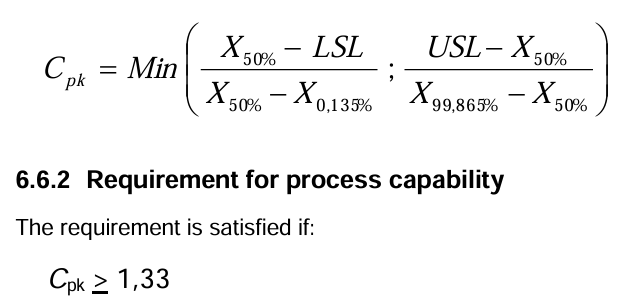 C_pk = Min ( (X_50% − LSL) / (X_50% − X_0,135%) ; (USL − X_50%) / (X_99,865% − X_50%) )
6.6.2 Requirement for process capability
The requirement is satisfied if:
C_pk ≥ 1,33